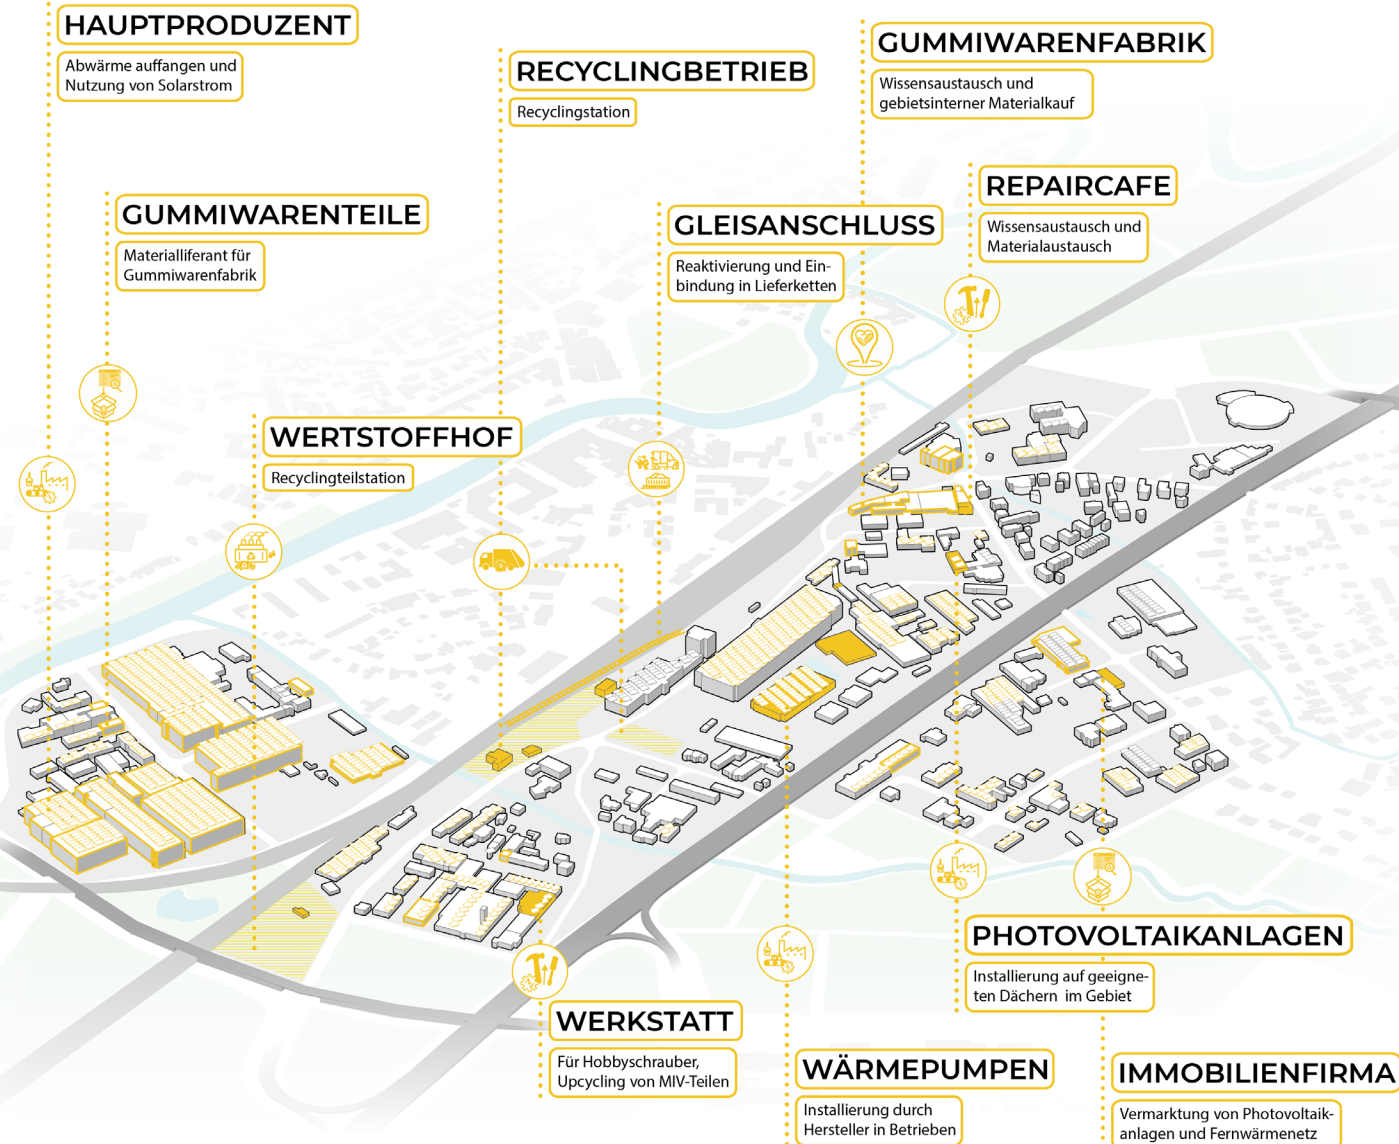 HAUPTPRODUZENT
Abwärme auffangen und
Nutzung von Solarstrom
RECYCLINGBETRIEB
Recyclingstation
GUMMIWARENFABRIK
Wissensaustausch und
gebietsinterner Materialkauf
GUMMIWARENTEILE
Materialliferant für
Gummiwarenfabrik
GLEISANSCHLUSS
Reaktivierung und Ein-
bindung in Lieferketten
REPAIRCAFE
Wissensaustausch und
Materialaustausch
WERTSTOFFHOF
Recyclingteilstation
PHOTOVOLTAIKANLAGEN
Installierung auf geeigne-
ten Dächern im Gebiet
WERKSTATT
Für Hobbyschrauber,
Upcycling von MIV-Teilen
WÄRMEPUMPEN
Installierung durch
Hersteller in Betrieben
IMMOBILIENFIRMA
Vermarktung von Photovoltaik-
anlagen und Fernwärmenetz